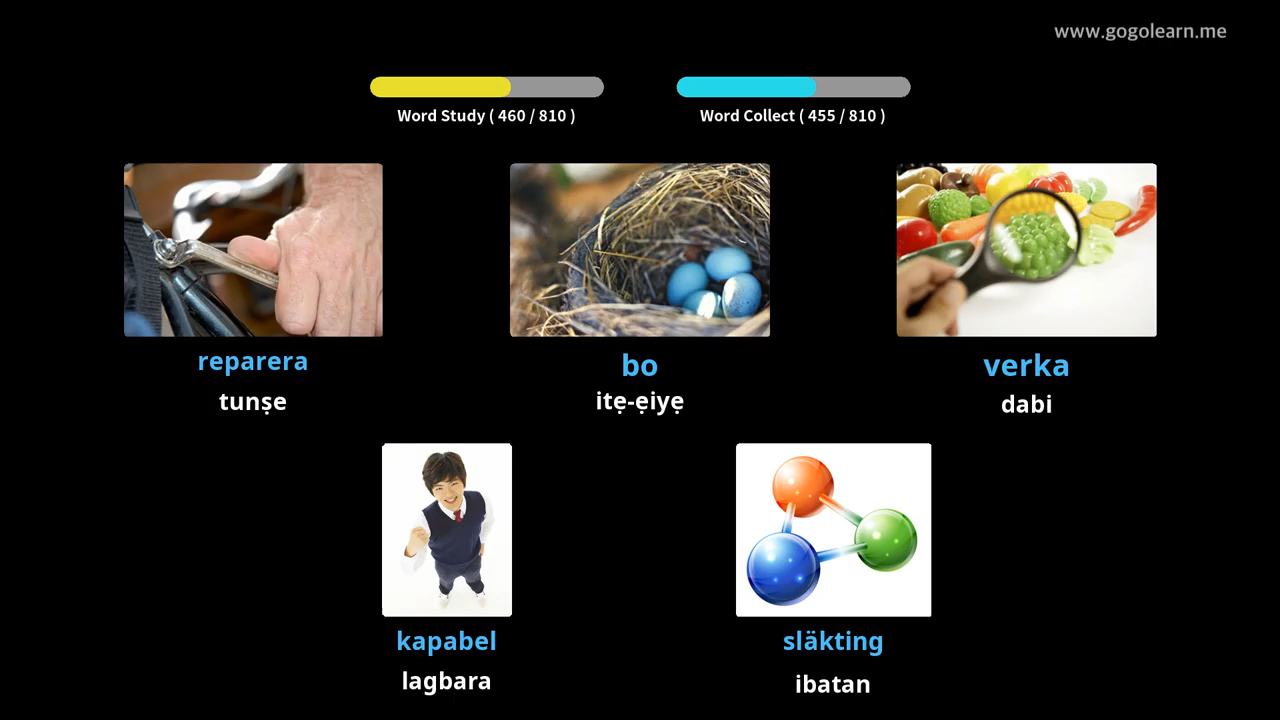 www.gogolearn.me
Word Study ( 460 / 810 )
Word Collect ( 455 / 810 )
reparera
tunṣe
bo
itẹ-ẹiyẹ
verka
dabi
kapabel
lagbara
släkting
ibatan